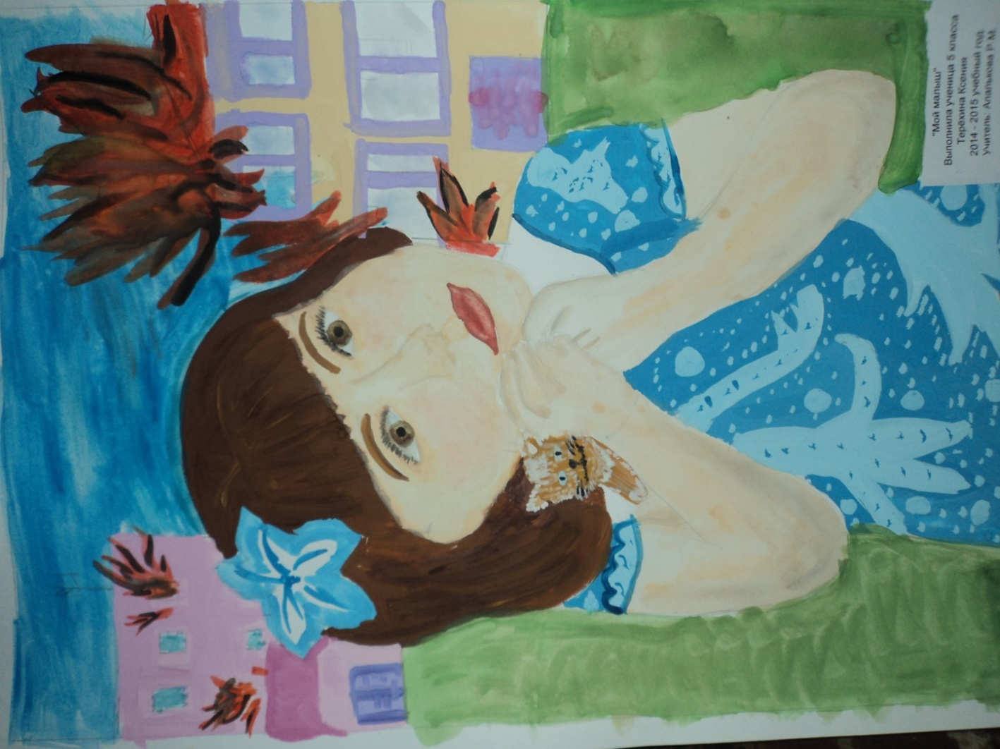 "Мой малыш"
Выполнила ученица 5 класса
Терёхина Ксения
2014 - 2015 учебный год.
Учитель: Апалькова Р.М.